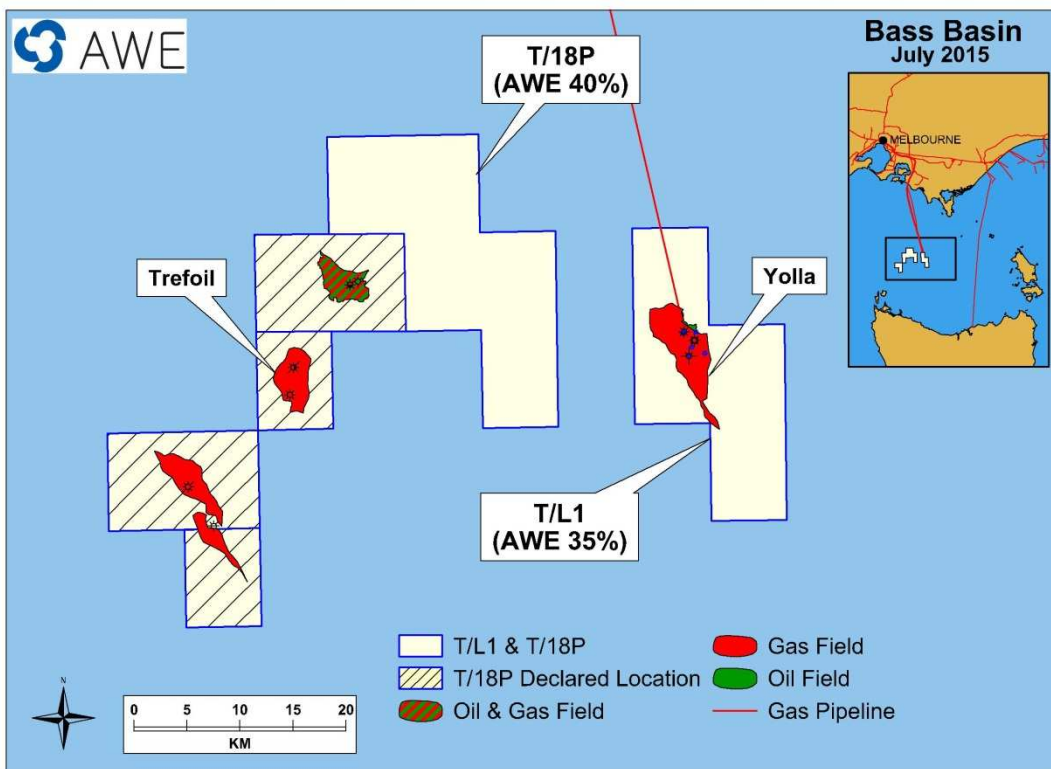 AWE
Bass Basin
July 2015
MELBOURNE
T/18P
(AWE 40%)
Trefoil
Yolla
T/L1
(AWE 35%)
T/L1 & T/18P
T/18P Declared Location
Oil & Gas Field
Gas Field
Oil Field
Gas Pipeline
N
0 5 10 15 20
KM